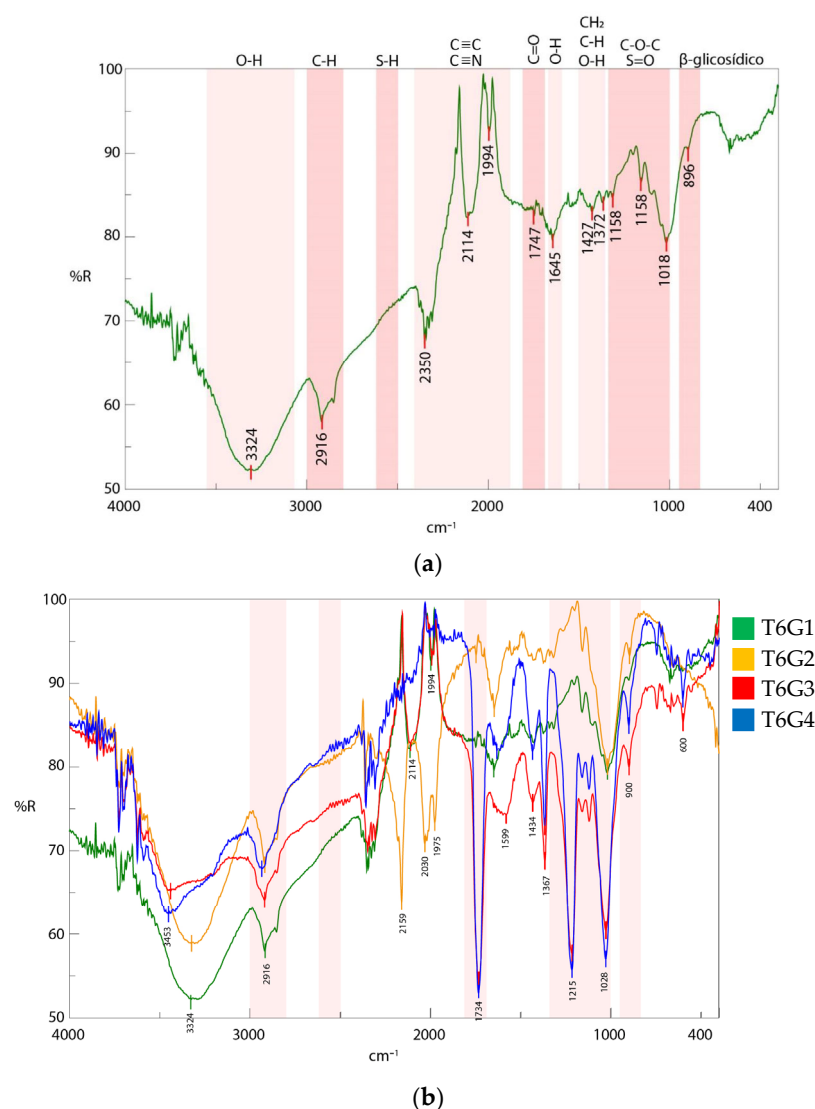 CH₂
C≡C C=O O-H C-H C-O-C
O-H C-H S-H C≡N O-H S=O β-glicosídico
100
90
80
%R
70
60
50
3324
2916
2350
2114
1994
1747
1645
1427
1372
1158
1158
1018
896
4000 3000 2000 1000 400
cm⁻¹
(a)
100
90
80
%R
70
60
50
3453
3324
2916
2159
2114
2030
1994
1975
1734
1599
1434
1367
1215
1028
900
600
4000 3000 2000 1000 400
cm⁻¹
T6G1
T6G2
T6G3
T6G4
(b)